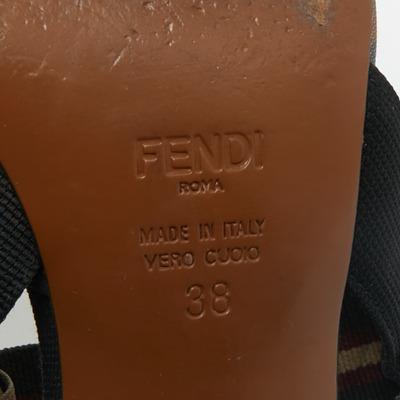 FENDI
ROMA
MADE IN ITALY
VERO CUOIO
38